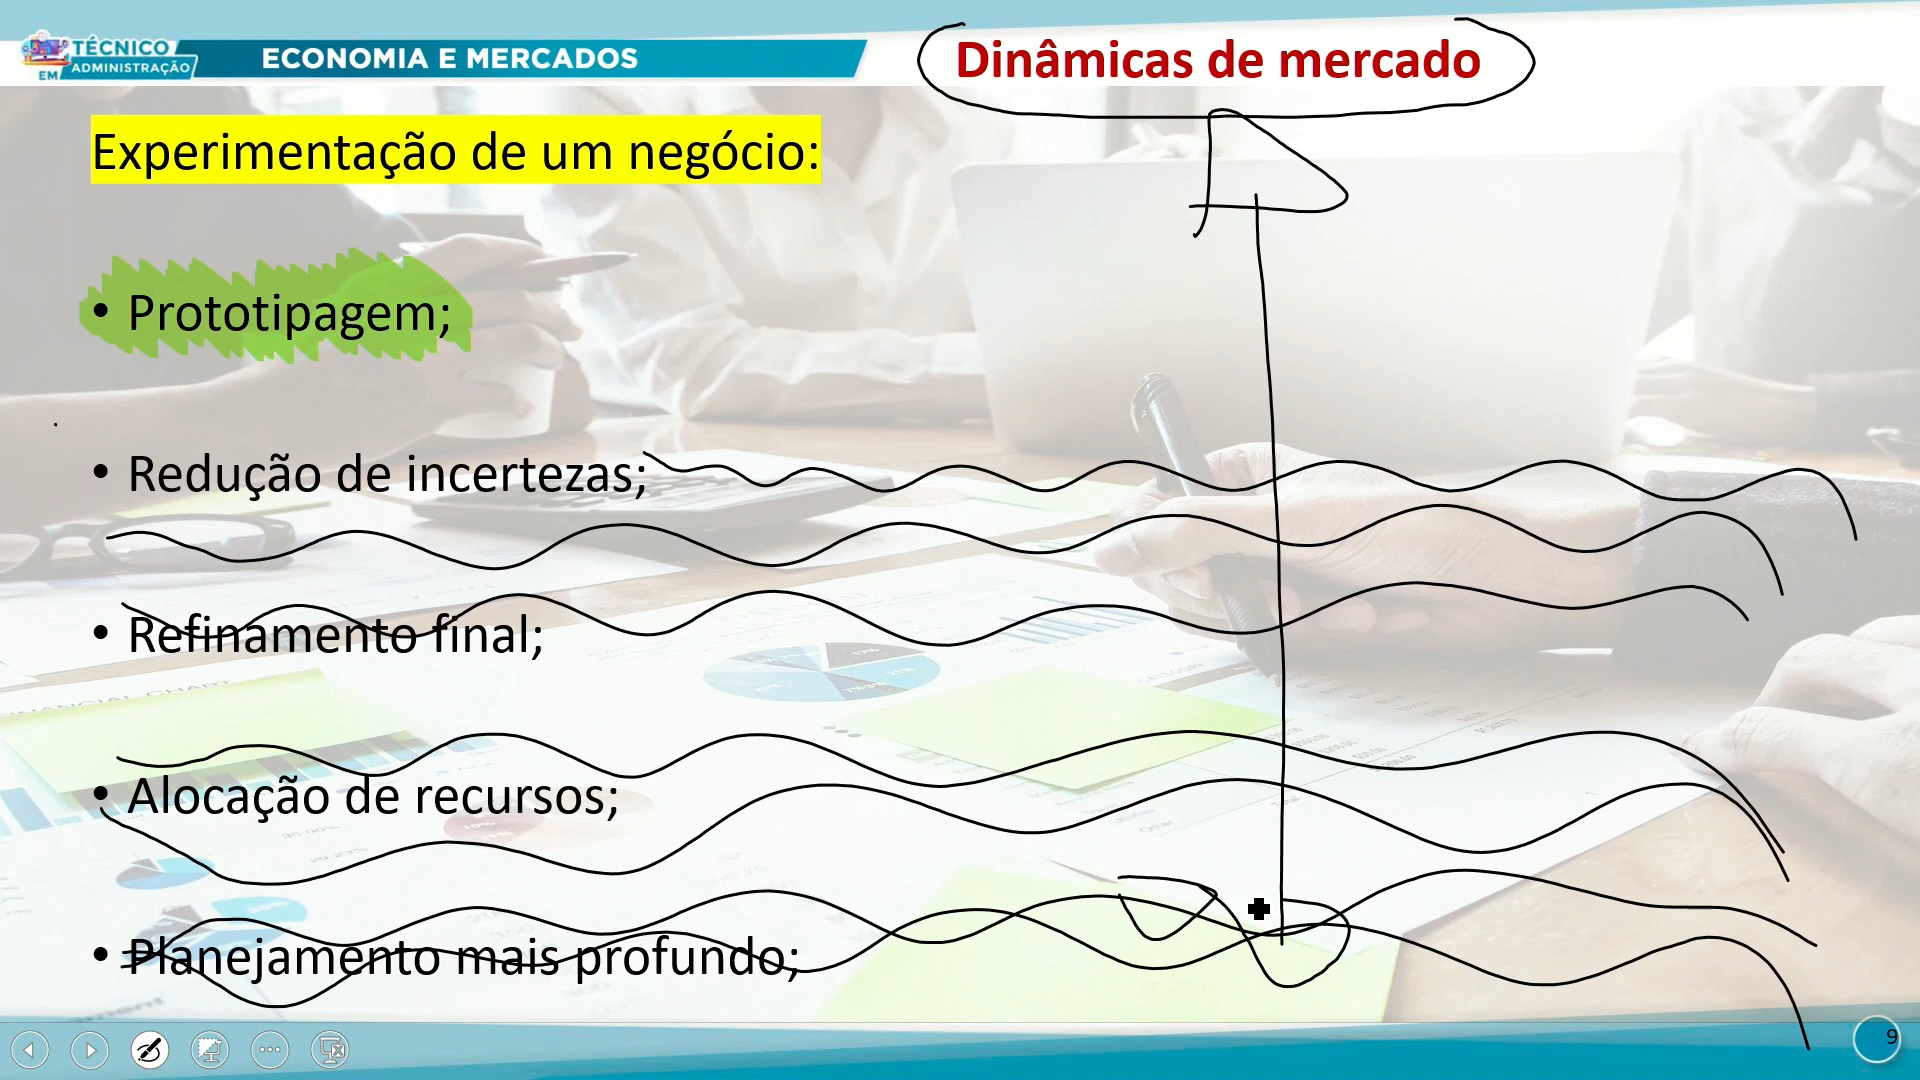 TÉCNICO
EM ADMINISTRAÇÃO
ECONOMIA E MERCADOS
Dinâmicas de mercado
Experimentação de um negócio:
• Prototipagem;
• Redução de incertezas;
• Refinamento final;
• Alocação de recursos;
• Planejamento mais profundo;
9